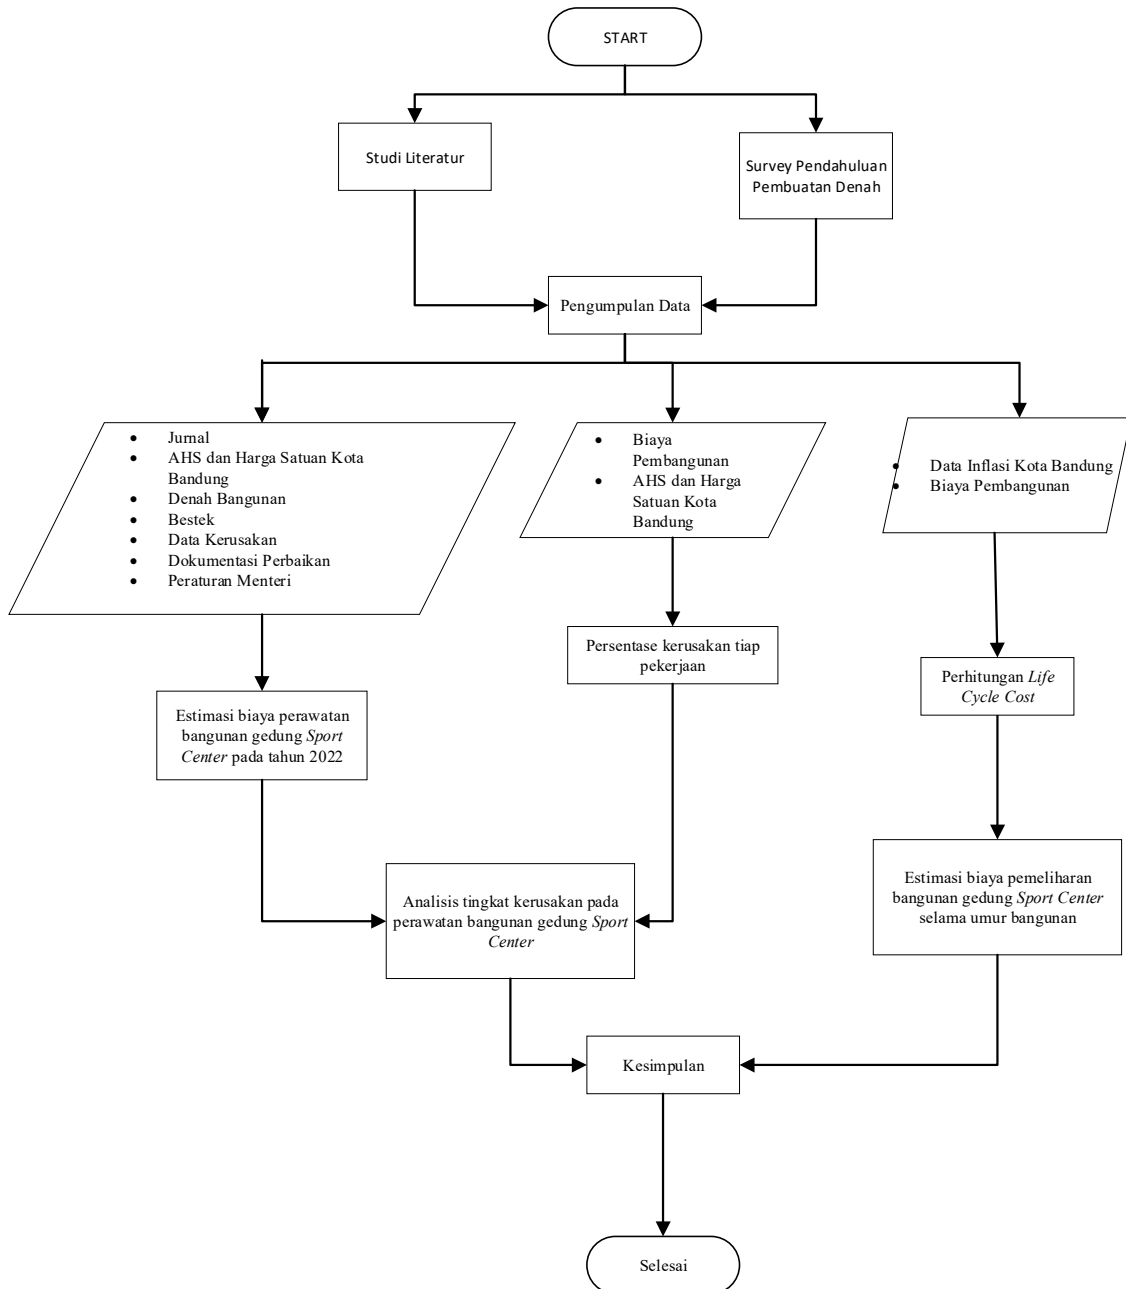 START
Studi Literatur
Survey Pendahuluan
Pembuatan Denah
Pengumpulan Data
• Jurnal
• AHS dan Harga Satuan Kota
Bandung
• Denah Bangunan
• Bestek
• Data Kerusakan
• Dokumentasi Perbaikan
• Peraturan Menteri
• Biaya
Pembangunan
• AHS dan Harga
Satuan Kota
Bandung
• Data Inflasi Kota Bandung
• Biaya Pembangunan
Persentase kerusakan tiap
pekerjaan
Perhitungan Life
Cycle Cost
Estimasi biaya perawatan
bangunan gedung Sport
Center pada tahun 2022
Analisis tingkat kerusakan pada
perawatan bangunan gedung Sport
Center
Estimasi biaya pemeliharan
bangunan gedung Sport Center
selama umur bangunan
Kesimpulan
Selesai